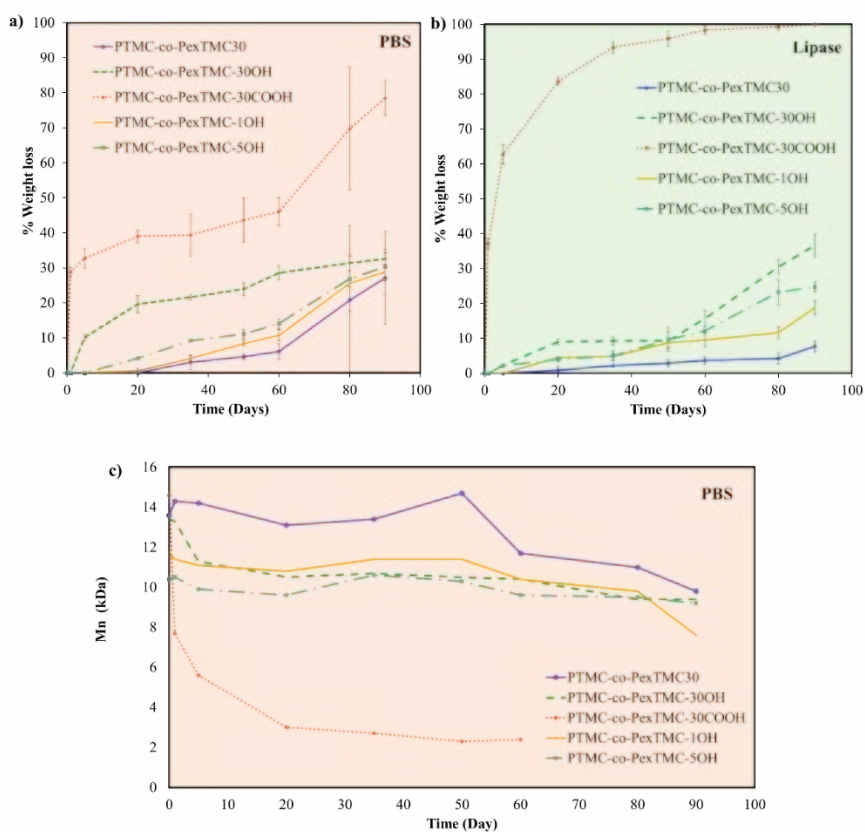 a)
PBS
100
90
80
70
60
50
40
30
20
10
0
% Weight loss
PTMC-co-PexTMC30
PTMC-co-PexTMC-30OH
PTMC-co-PexTMC-30COOH
PTMC-co-PexTMC-1OH
PTMC-co-PexTMC-5OH
0 20 40 60 80 100
Time (Days)
b)
Lipase
100
90
80
70
60
50
40
30
20
10
0
% Weight loss
PTMC-co-PexTMC30
PTMC-co-PexTMC-30OH
PTMC-co-PexTMC-30COOH
PTMC-co-PexTMC-1OH
PTMC-co-PexTMC-5OH
0 20 40 60 80 100
Time (Days)
c)
PBS
16
14
12
10
8
6
4
2
0
Mn (kDa)
PTMC-co-PexTMC30
PTMC-co-PexTMC-30OH
PTMC-co-PexTMC-30COOH
PTMC-co-PexTMC-1OH
PTMC-co-PexTMC-5OH
0 10 20 30 40 50 60 70 80 90 100
Time (Day)